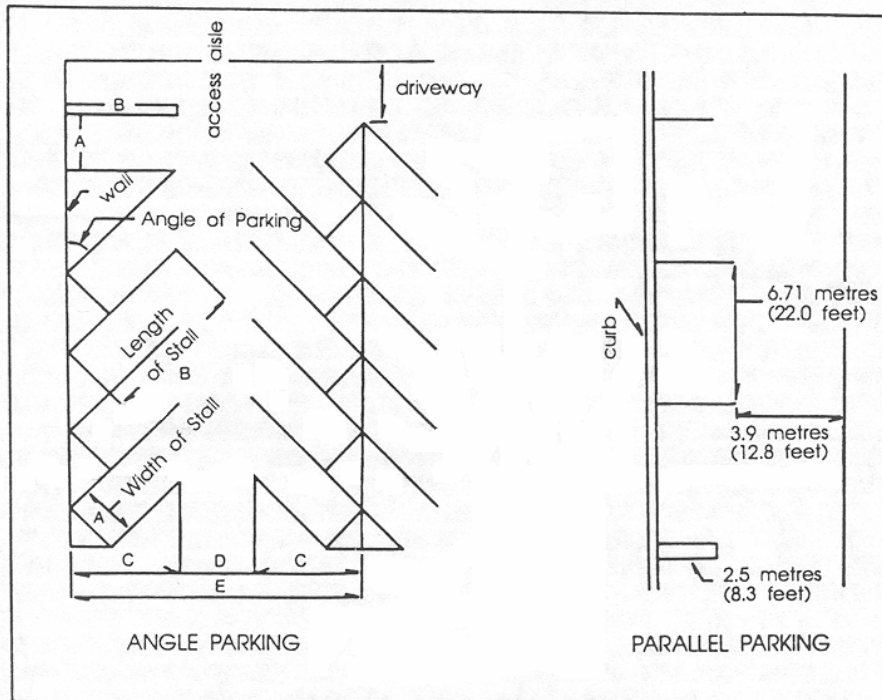 access aisle
driveway
B
A
wall
Angle of Parking
Length
of Stall
B
Width of Stall
A
C
D
C
E
ANGLE PARKING
curb
6.71 metres
(22.0 feet)
3.9 metres
(12.8 feet)
2.5 metres
(8.3 feet)
PARALLEL PARKING